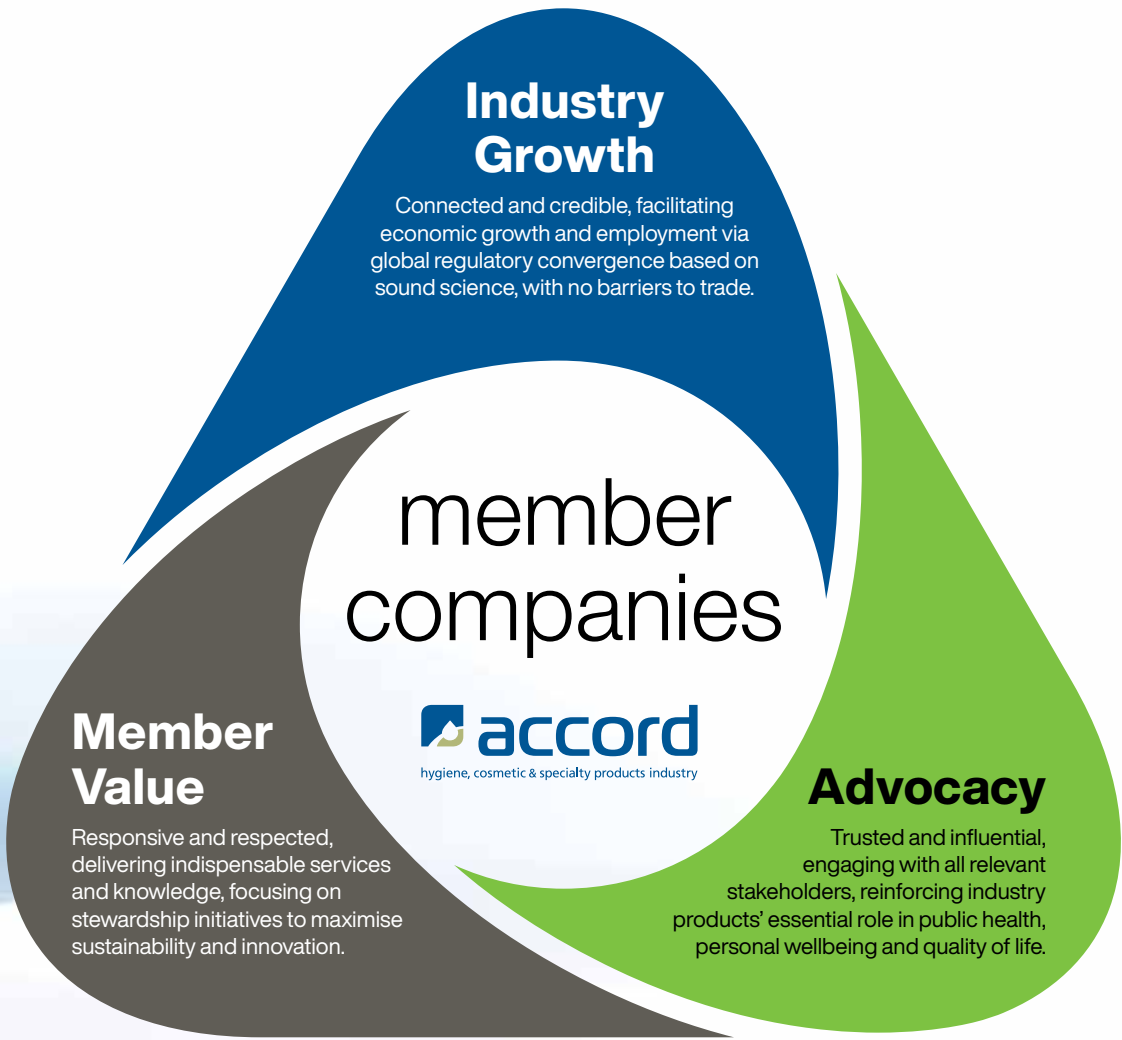 Industry
Growth
Connected and credible, facilitating
economic growth and employment via
global regulatory convergence based on
sound science, with no barriers to trade.
member
companies
accord
hygiene, cosmetic & specialty products industry
Member
Value
Responsive and respected,
delivering indispensable services
and knowledge, focusing on
stewardship initiatives to maximise
sustainability and innovation.
Advocacy
Trusted and influential,
engaging with all relevant
stakeholders, reinforcing industry
products’ essential role in public health,
personal wellbeing and quality of life.